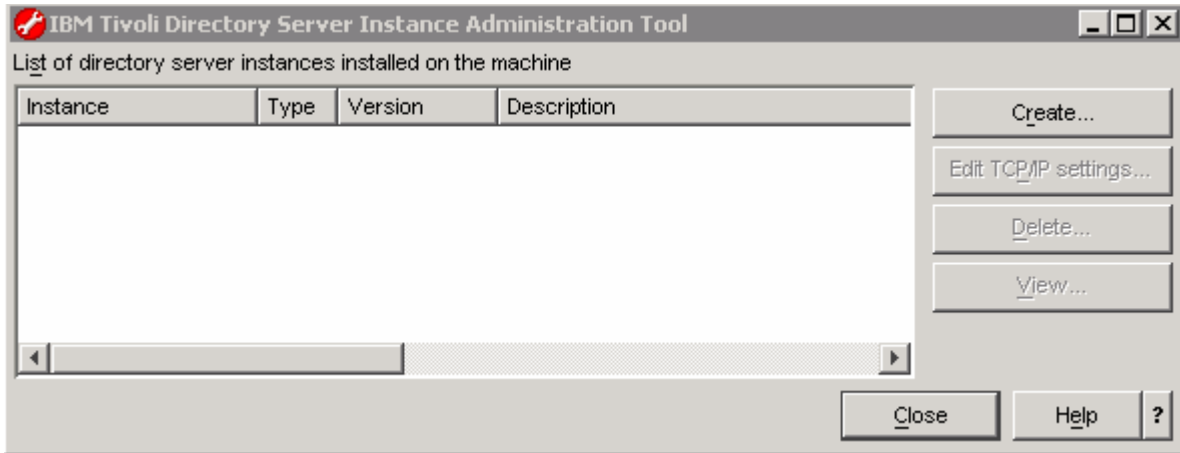 IBM Tivoli Directory Server Instance Administration Tool
List of directory server instances installed on the machine
Instance Type Version Description
Create...
Edit TCP/IP settings...
Delete...
View...
Close Help ?